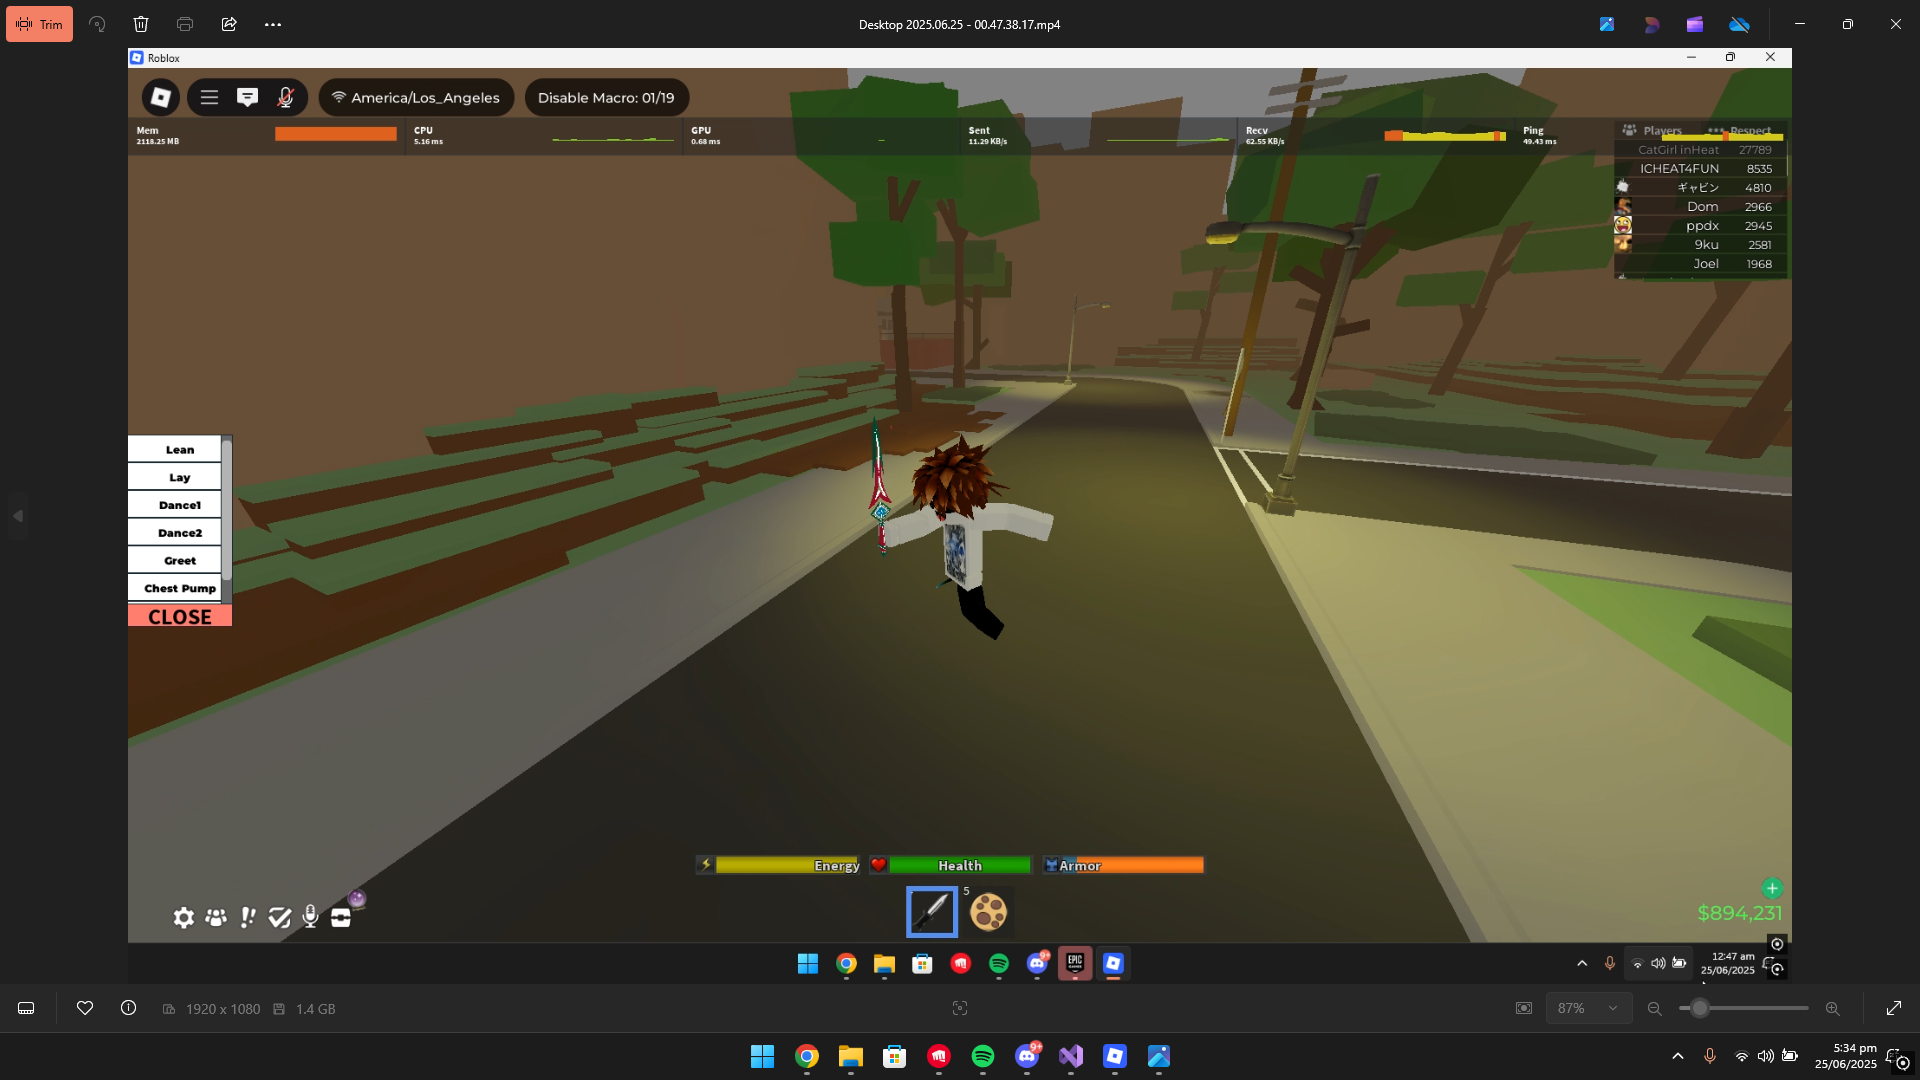 Trim
Desktop 2025.06.25 - 00.47.38.17.mp4
Roblox
America/Los_Angeles
Disable Macro: 01/19
Mem
2118.25 MB
CPU
5.16 ms
GPU
0.68 ms
Sent
11.29 KB/s
Recv
62.55 KB/s
Ping
49.43 ms
Players
Respect
CatGirl inHeat 27789
ICHEAT4FUN 8535
ギャビン 4810
Dom 2966
ppdx 2945
9ku 2581
Joel 1968
Lean
Lay
Dance1
Dance2
Greet
Chest Pump
CLOSE
Energy
Health
Armor
5
$894,231
9+
EPIC
GAMES
12:47 am
25/06/2025
1920 x 1080
1.4 GB
87%
9+
5:34 pm
25/06/2025